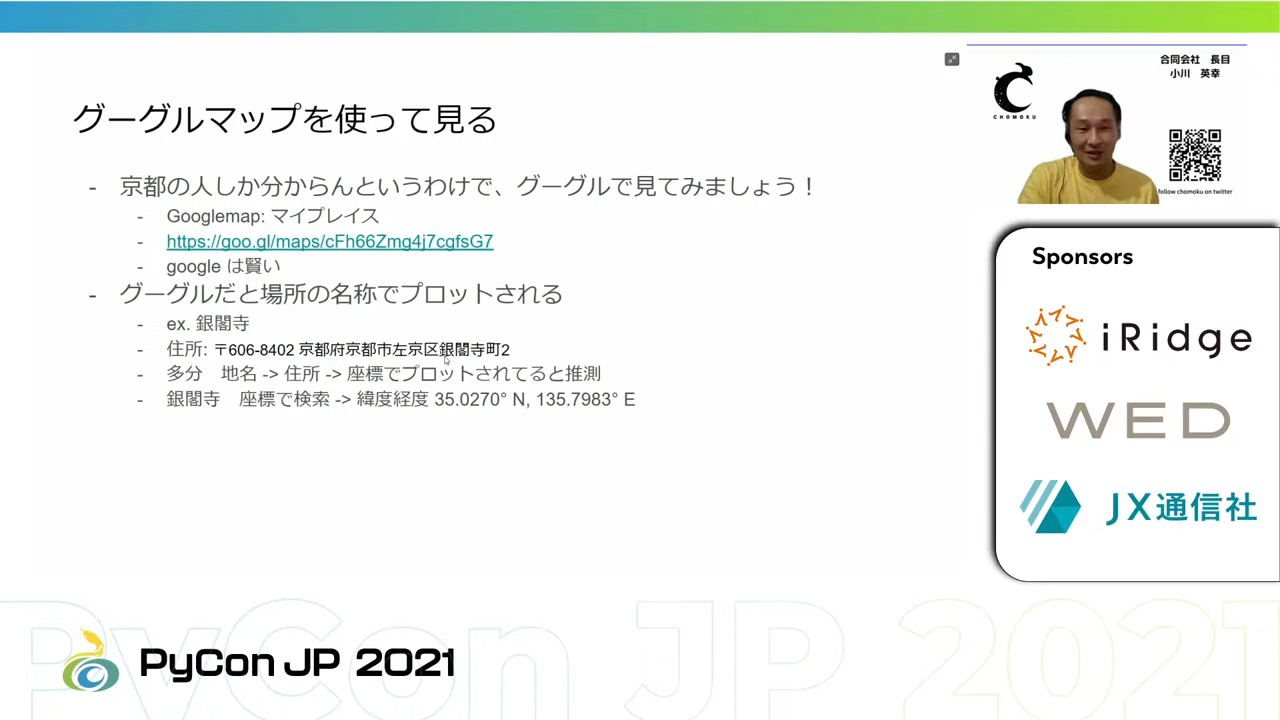 グーグルマップを使って見る
- 京都の人しか分からんというわけで、グーグルで見てみましょう！
- Googlemap: マイプレイス
- https://goo.gl/maps/cFh66Zmg4j7cgfsG7
- google は賢い
- グーグルだと場所の名称でプロットされる
- ex. 銀閣寺
- 住所: 〒606-8402 京都府京都市左京区銀閣寺町2
- 多分　地名 -> 住所 -> 座標でプロットされてると推測
- 銀閣寺　座標で検索 -> 緯度経度 35.0270° N, 135.7983° E
合同会社　長目
小川　英幸
CHOMOKU
follow chomoku on twitter
Sponsors
iRidge
WED
JX通信社
PyCon JP 2021
PyCon JP 2021